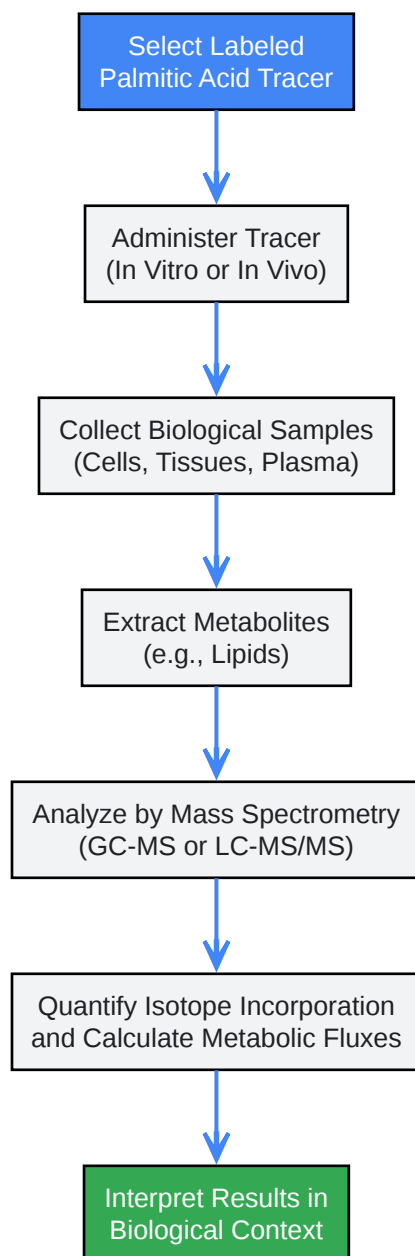 Select Labeled
Palmitic Acid Tracer
Administer Tracer
(In Vitro or In Vivo)
Collect Biological Samples
(Cells, Tissues, Plasma)
Extract Metabolites
(e.g., Lipids)
Analyze by Mass Spectrometry
(GC-MS or LC-MS/MS)
Quantify Isotope Incorporation
and Calculate Metabolic Fluxes
Interpret Results in
Biological Context